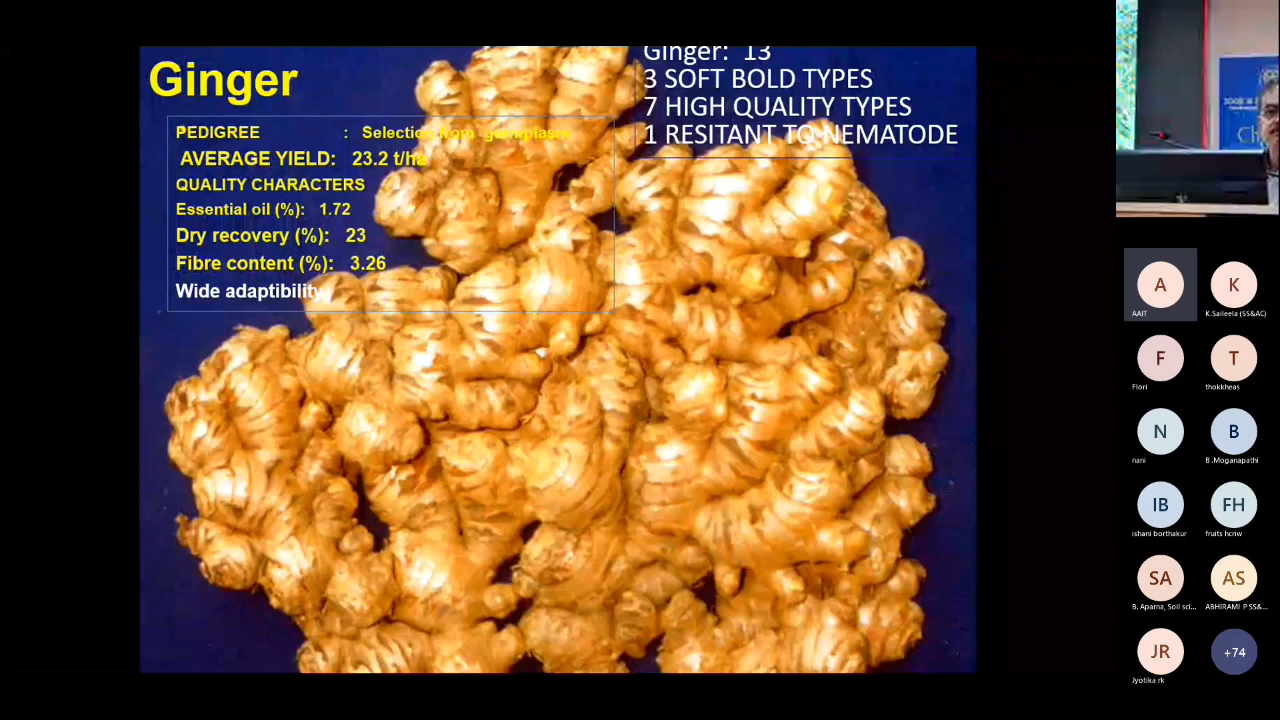 Ginger
PEDIGREE : Selection from germplasm
AVERAGE YIELD: 23.2 t/ha
QUALITY CHARACTERS
Essential oil (%): 1.72
Dry recovery (%): 23
Fibre content (%): 3.26
Wide adaptibility
Ginger: 13
3 SOFT BOLD TYPES
7 HIGH QUALITY TYPES
1 RESITANT TO NEMATODE
A
AAIT
K
K.Saileela (SS&AC)
F
Flori
T
thokkheas
N
nani
B
B .Moganapathi
IB
ishani borthakur
FH
fruits hcriw
SA
B. Aparna, Soil sci...
AS
ABHIRAMI P SS&...
JR
Jyotika rk
+74